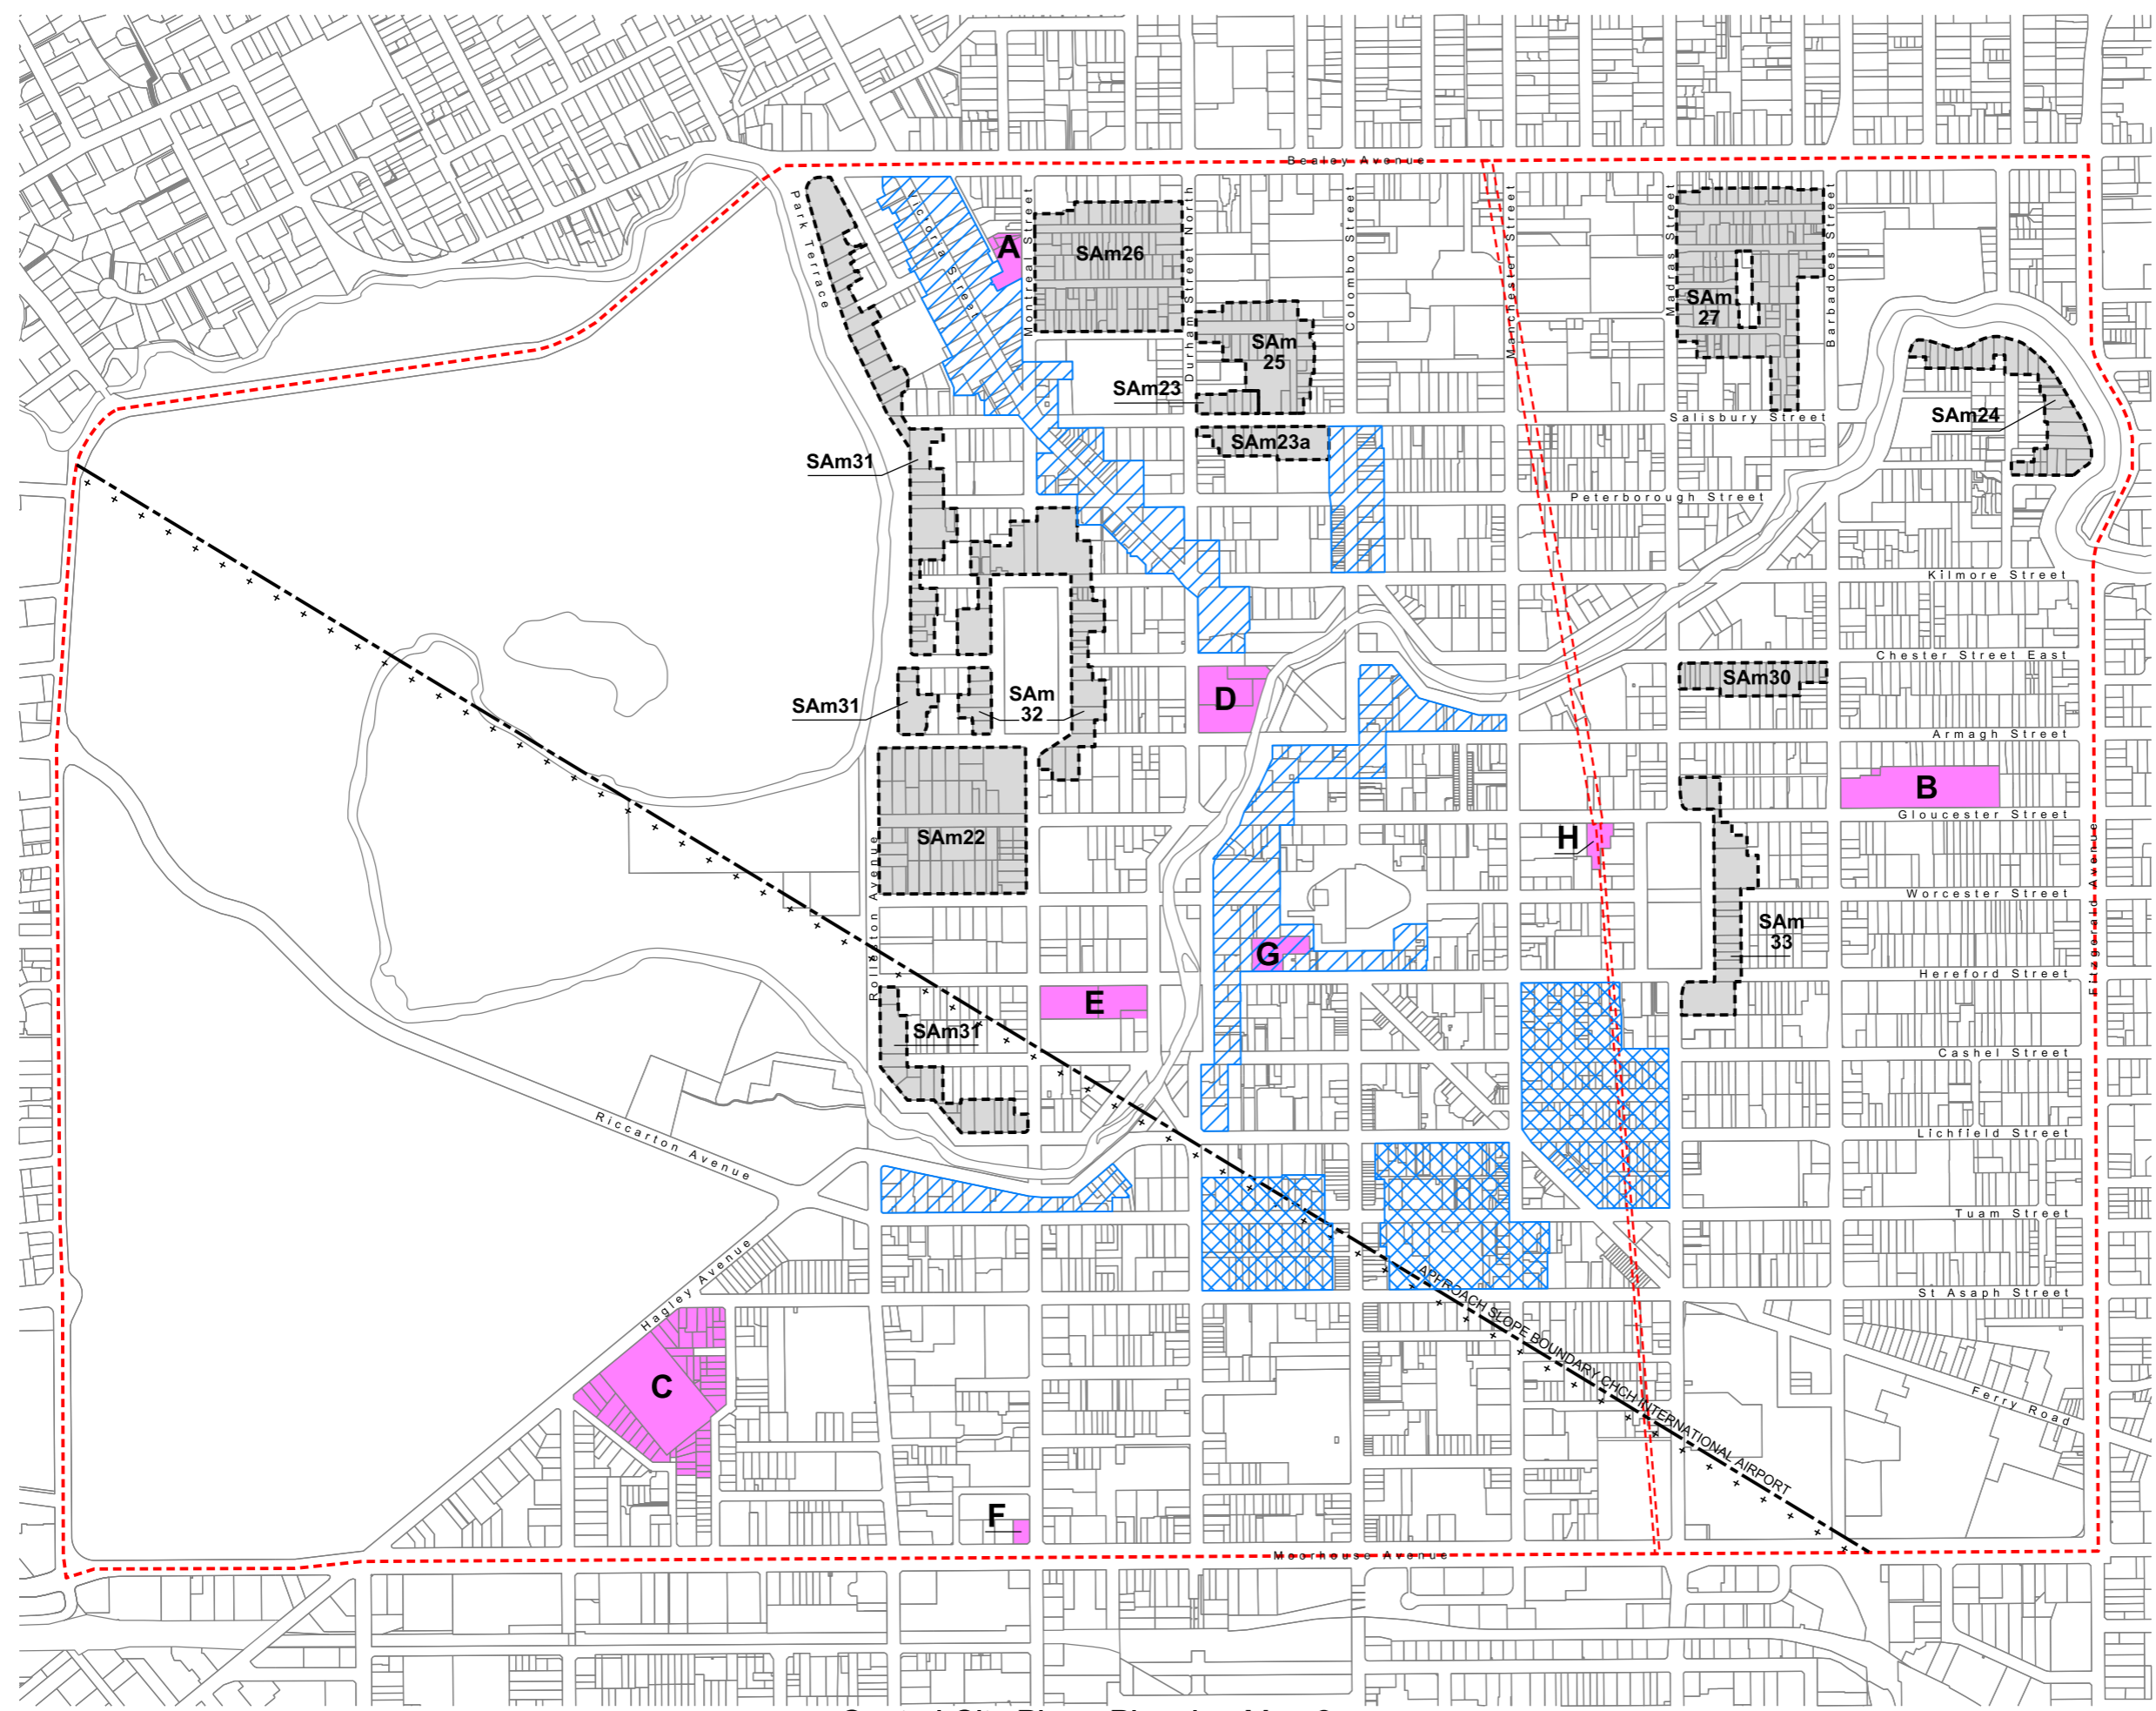 Bealey Avenue
Park Terrace
Victoria Street
Montreal Street
Durham Street North
Colombo Street
Manchester Street
Madras Street
Barbadoes Street
A
SAm26
SAm
27
SAm
25
SAm23
SAm24
Salisbury Street
SAm23a
SAm31
Peterborough Street
Kilmore Street
Chester Street East
SAm30
SAm31
SAm
32
D
Armagh Street
B
Gloucester Street
SAm22
H
Rolleston Avenue
Fitzgerald Avenue
Worcester Street
SAm
33
G
Hereford Street
E
SAm31
Cashel Street
Riccarton Avenue
Lichfield Street
Tuam Street
Hagley Avenue
APPROACH SLOPE BOUNDARY CHCH INTERNATIONAL AIRPORT
St Asaph Street
C
Ferry Road
F
Moorhouse Avenue